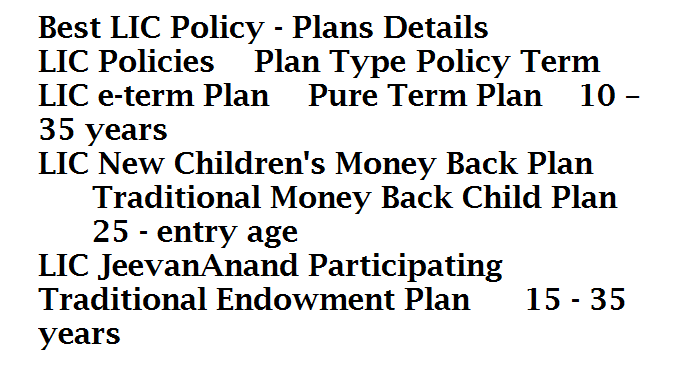 Best LIC Policy - Plans Details
LIC Policies Plan Type Policy Term
LIC e-term Plan Pure Term Plan 10 –
35 years
LIC New Children's Money Back Plan
Traditional Money Back Child Plan
25 - entry age
LIC JeevanAnand Participating
Traditional Endowment Plan 15 - 35
years